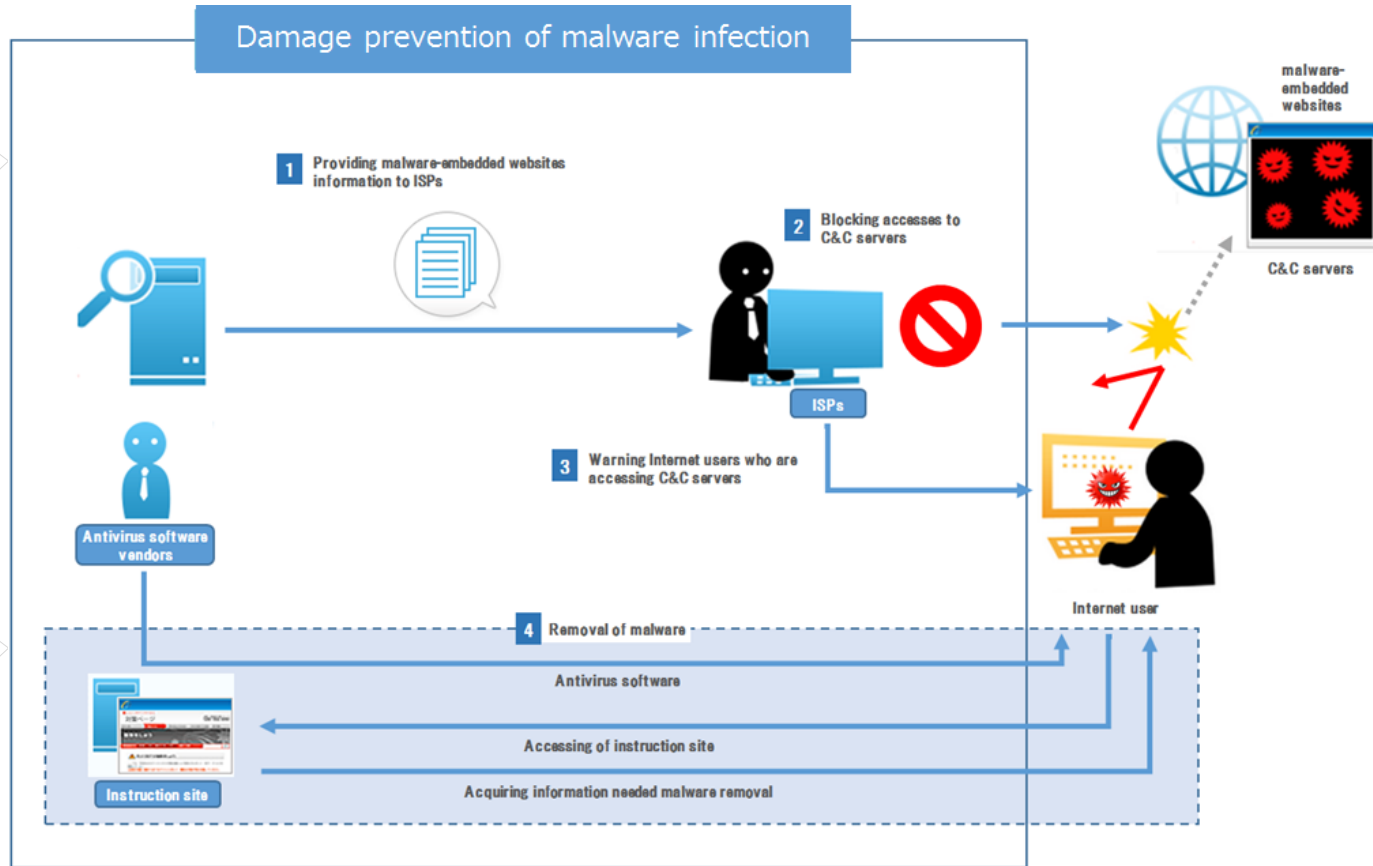 Damage prevention of malware infection
malware-
embedded
websites
1 Providing malware-embedded websites
information to ISPs
2 Blocking accesses to
C&C servers
C&C servers
ISPs
3 Warning Internet users who are
accessing C&C servers
Antivirus software
vendors
Internet user
4 Removal of malware
Antivirus software
Accessing of instruction site
Instruction site
Acquiring information needed malware removal